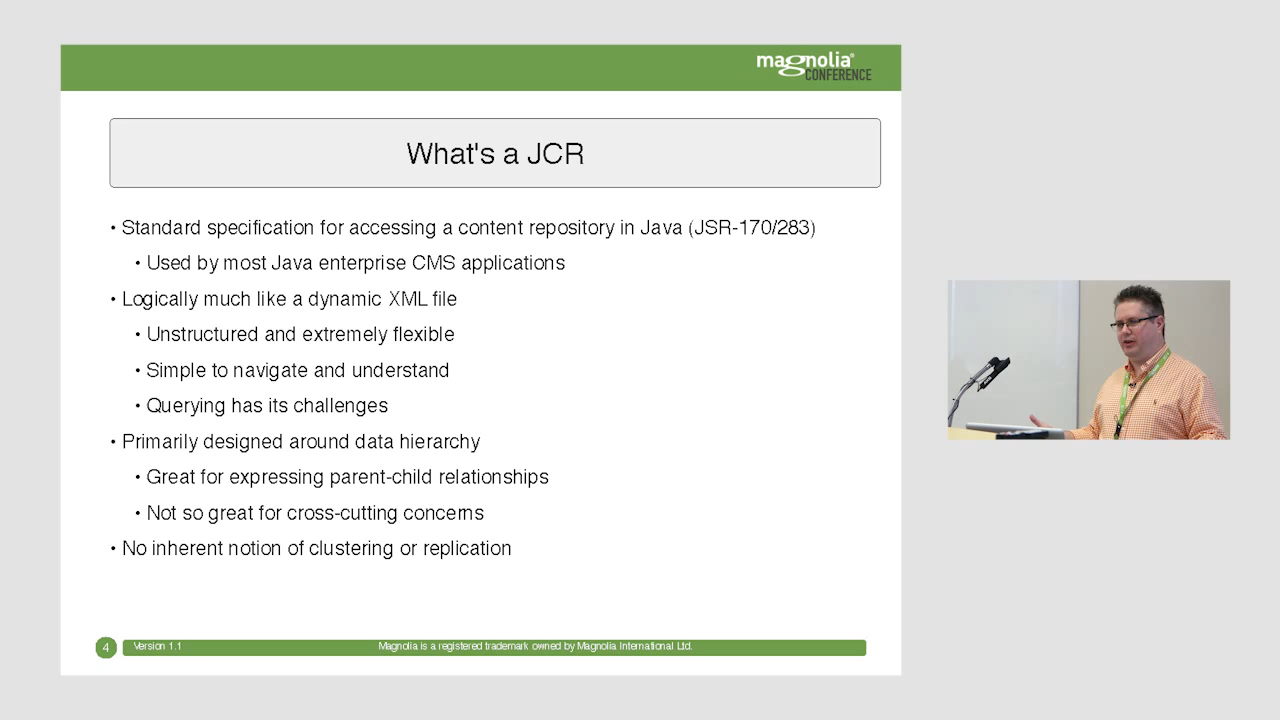 magnolia®
CONFERENCE
What's a JCR
• Standard specification for accessing a content repository in Java (JSR-170/283)
• Used by most Java enterprise CMS applications
• Logically much like a dynamic XML file
• Unstructured and extremely flexible
• Simple to navigate and understand
• Querying has its challenges
• Primarily designed around data hierarchy
• Great for expressing parent-child relationships
• Not so great for cross-cutting concerns
• No inherent notion of clustering or replication
4 Version 1.1 Magnolia is a registered trademark owned by Magnolia International Ltd.